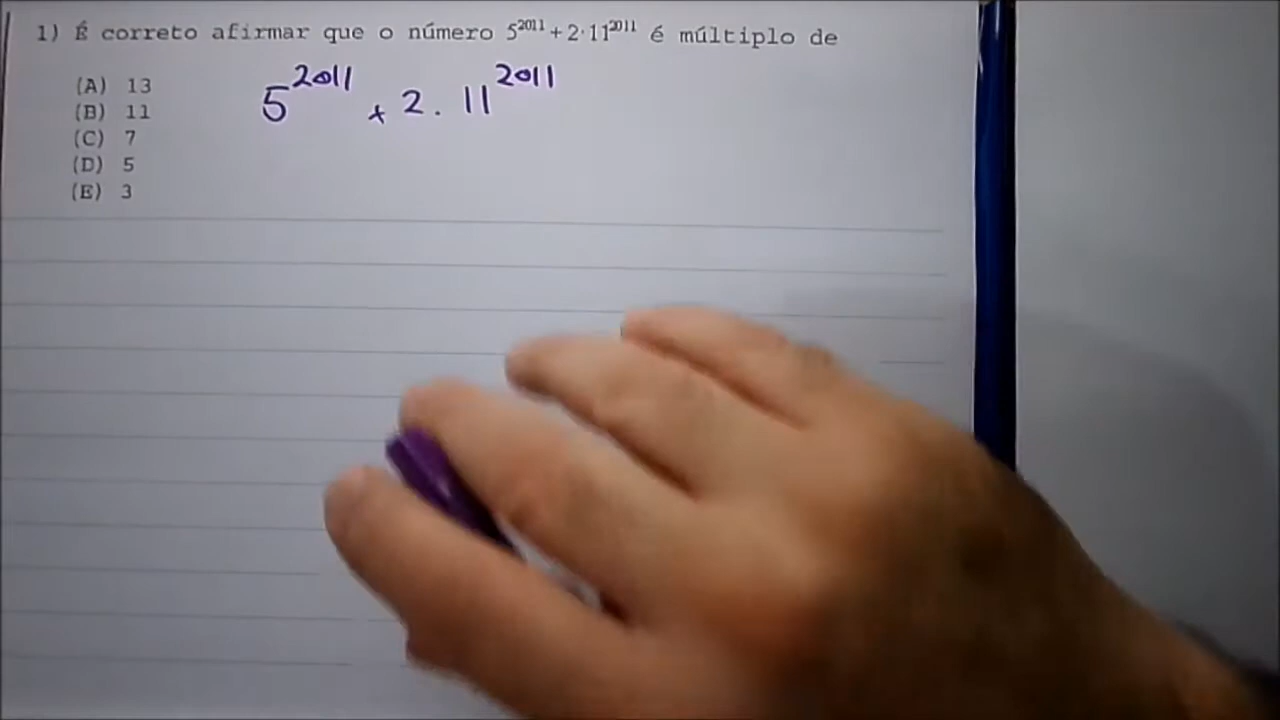 1) É correto afirmar que o número 5²⁰¹¹ + 2·11²⁰¹¹ é múltiplo de
(A) 13
(B) 11
(C) 7
(D) 5
(E) 3
5²⁰¹¹ + 2 . 11²⁰¹¹